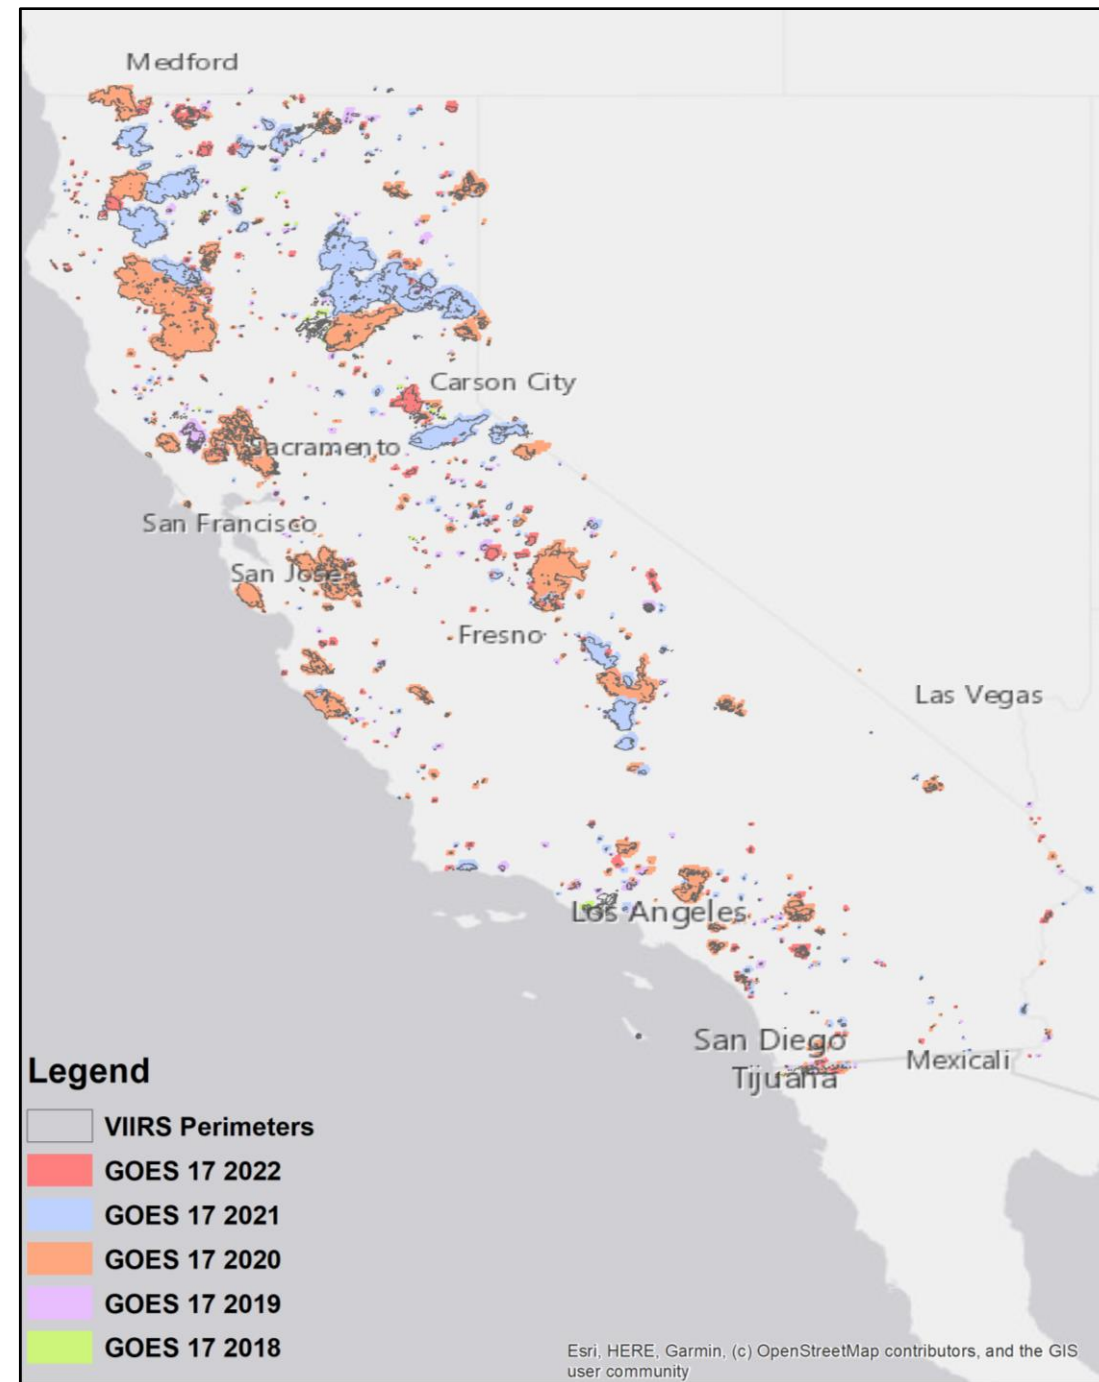 Medford
Carson City
Sacramento
San Francisco
San Jose
Fresno
Las Vegas
Los Angeles
San Diego
Tijuana
Mexicali
Legend
VIIRS Perimeters
GOES 17 2022
GOES 17 2021
GOES 17 2020
GOES 17 2019
GOES 17 2018
Esri, HERE, Garmin, (c) OpenStreetMap contributors, and the GIS
user community